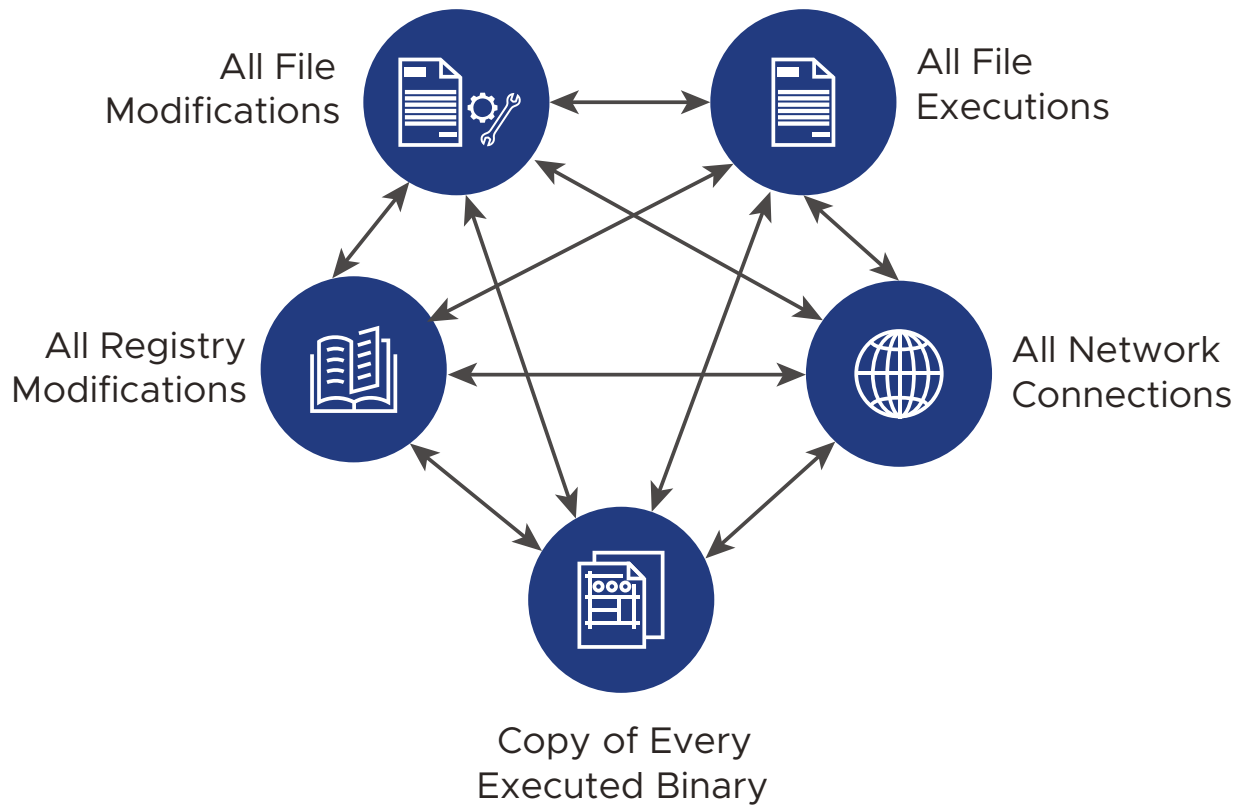 All File
Modifications
All File
Executions
All Registry
Modifications
All Network
Connections
Copy of Every
Executed Binary